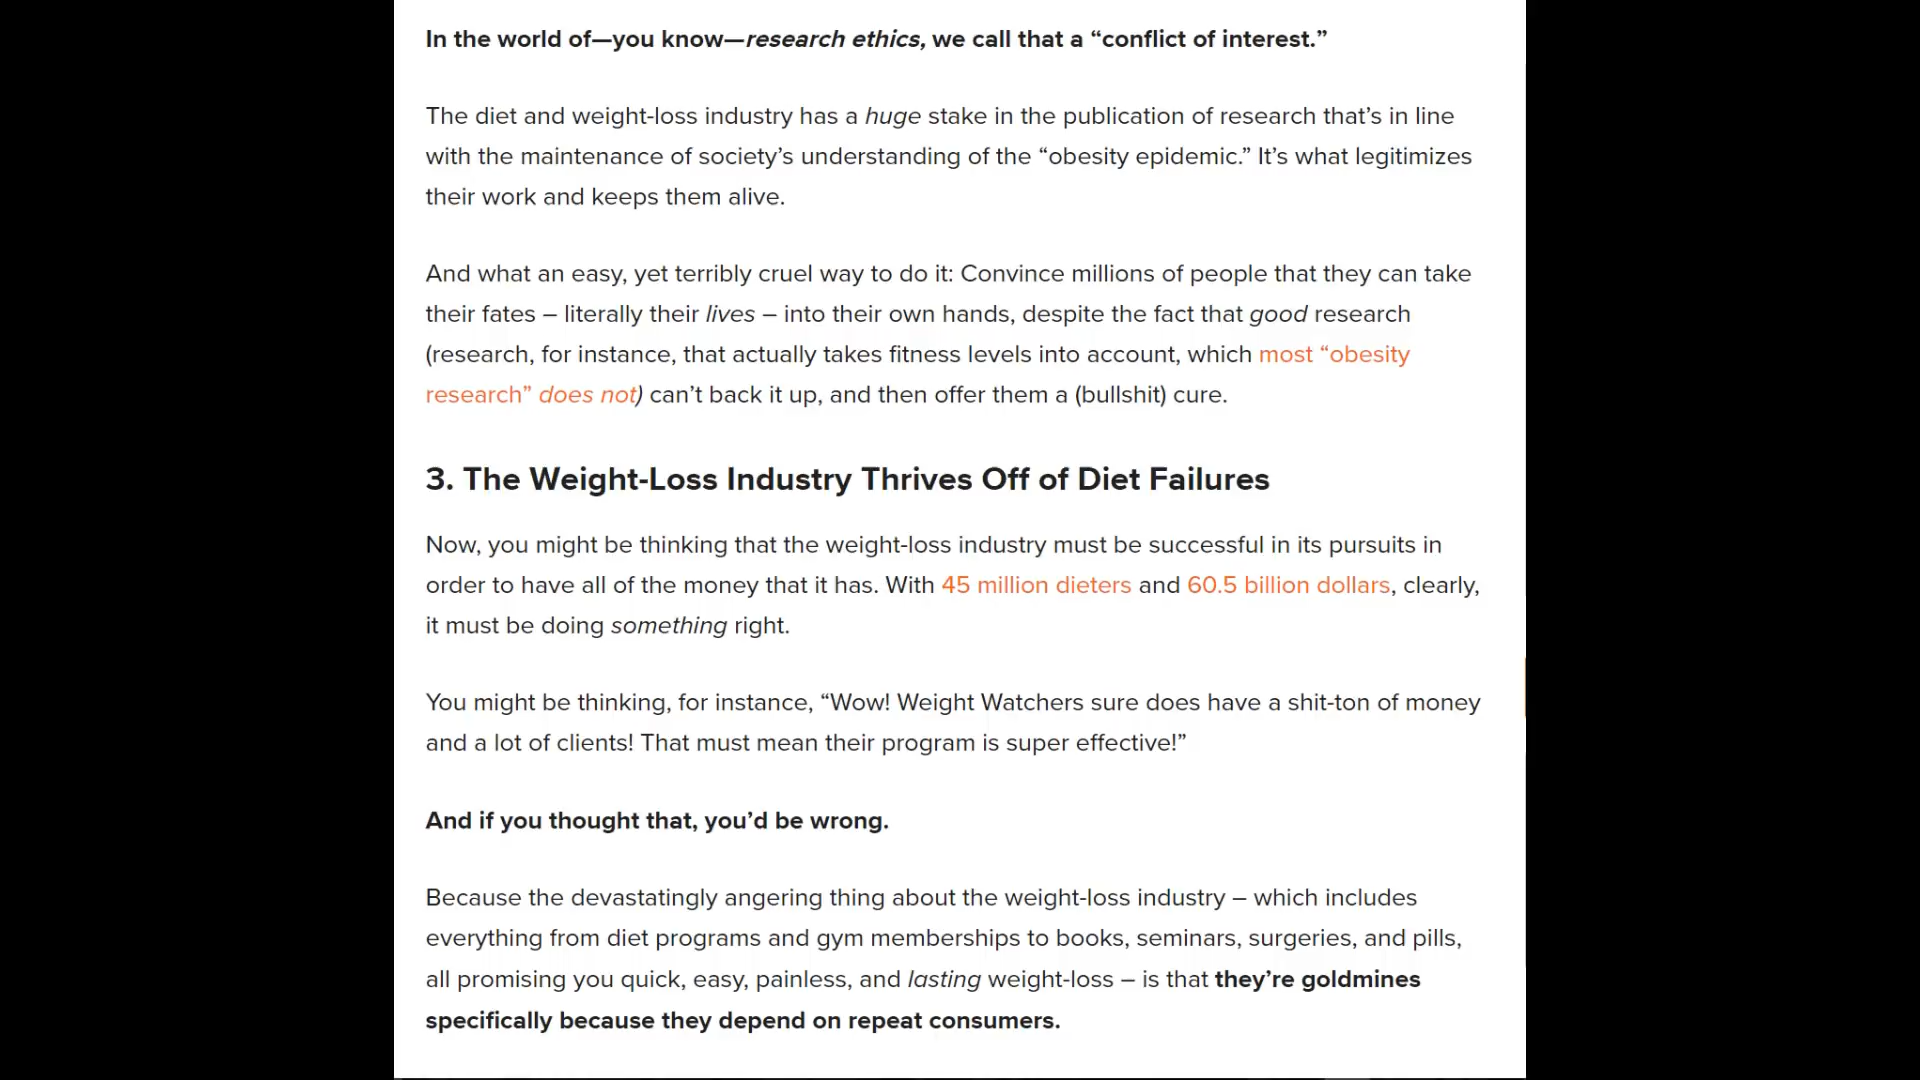 In the world of—you know—research ethics, we call that a “conflict of interest.”
The diet and weight-loss industry has a huge stake in the publication of research that’s in line
with the maintenance of society’s understanding of the “obesity epidemic.” It’s what legitimizes
their work and keeps them alive.
And what an easy, yet terribly cruel way to do it: Convince millions of people that they can take
their fates – literally their lives – into their own hands, despite the fact that good research
(research, for instance, that actually takes fitness levels into account, which most “obesity
research” does not) can’t back it up, and then offer them a (bullshit) cure.
3. The Weight-Loss Industry Thrives Off of Diet Failures
Now, you might be thinking that the weight-loss industry must be successful in its pursuits in
order to have all of the money that it has. With 45 million dieters and 60.5 billion dollars, clearly,
it must be doing something right.
You might be thinking, for instance, “Wow! Weight Watchers sure does have a shit-ton of money
and a lot of clients! That must mean their program is super effective!”
And if you thought that, you’d be wrong.
Because the devastatingly angering thing about the weight-loss industry – which includes
everything from diet programs and gym memberships to books, seminars, surgeries, and pills,
all promising you quick, easy, painless, and lasting weight-loss – is that they’re goldmines
specifically because they depend on repeat consumers.